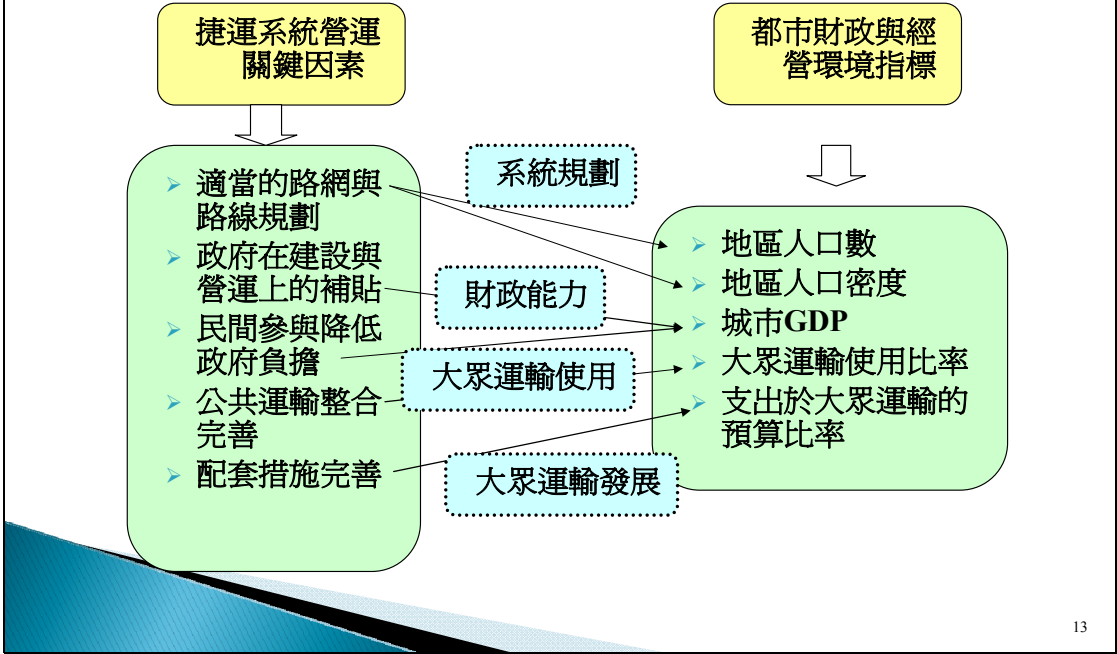 捷運系統營運
關鍵因素
適當的路網與
路線規劃
政府在建設與
營運上的補貼
民間參與降低
政府負擔
公共運輸整合
完善
配套措施完善
系統規劃
財政能力
大眾運輸使用
大眾運輸發展
都市財政與經
營環境指標
地區人口數
地區人口密度
城市GDP
大眾運輸使用比率
支出於大眾運輸的
預算比率
13